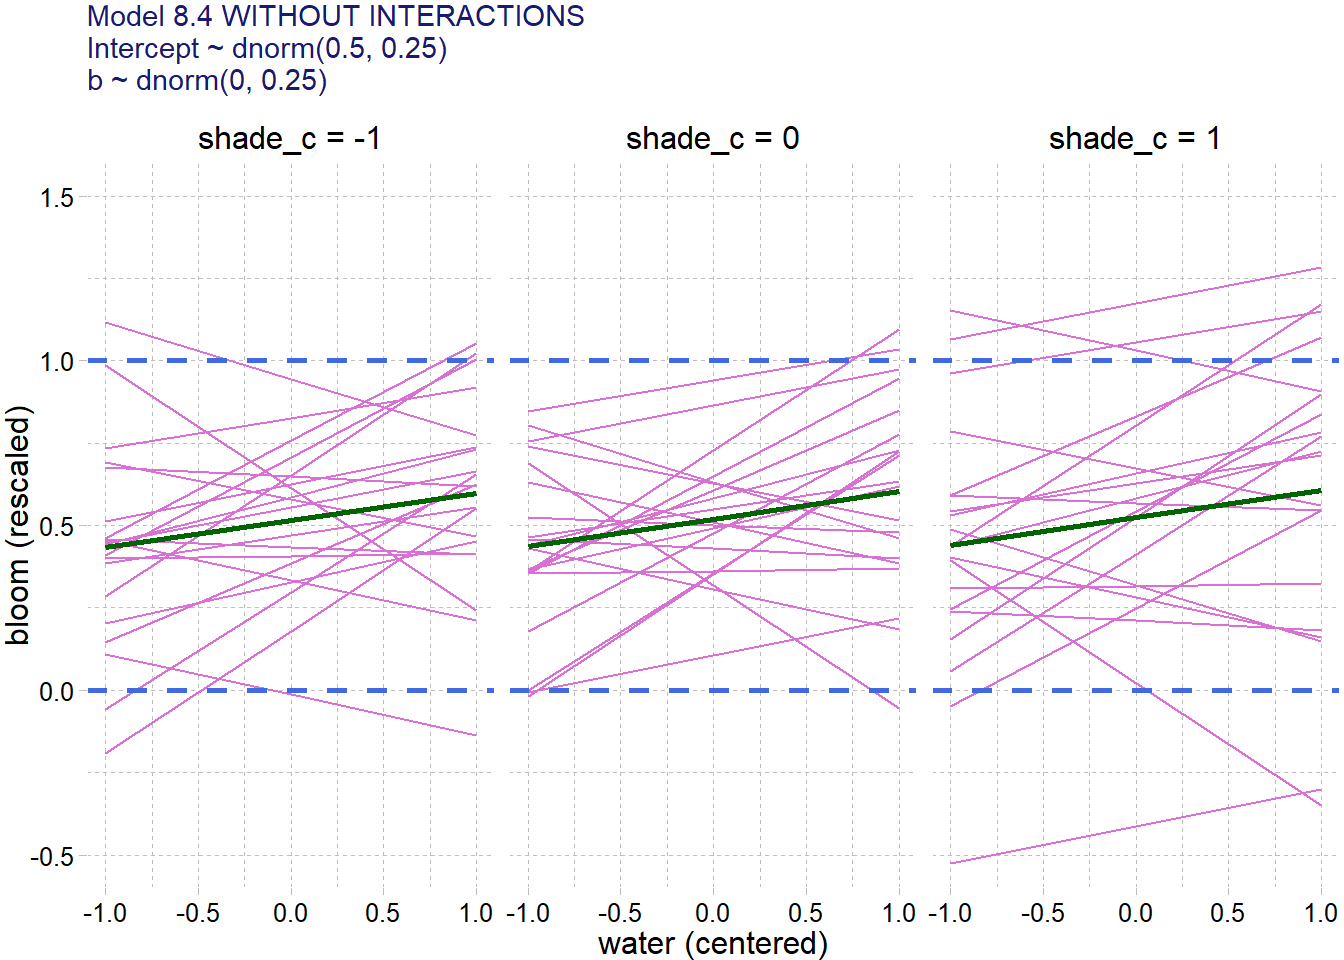 Model 8.4 WITHOUT INTERACTIONS
Intercept ~ dnorm(0.5, 0.25)
b ~ dnorm(0, 0.25)
shade_c = -1 shade_c = 0 shade_c = 1
1.5
1.0
0.5
0.0
-0.5
bloom (rescaled)
-1.0 -0.5 0.0 0.5 1.0 -1.0 -0.5 0.0 0.5 1.0 -1.0 -0.5 0.0 0.5 1.0
water (centered)